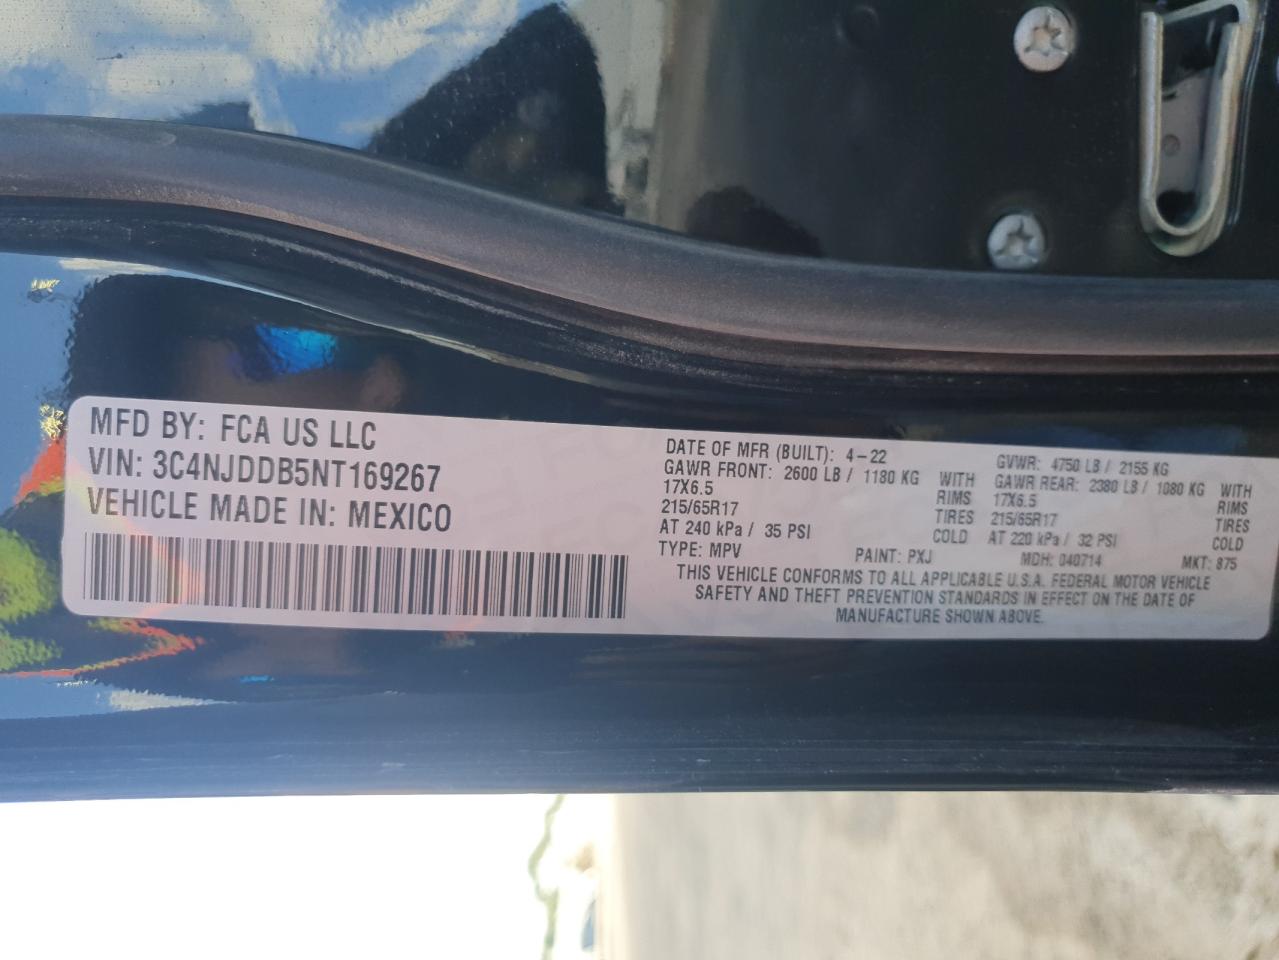 MFD BY: FCA US LLC
VIN: 3C4NJDDB5NT169267
VEHICLE MADE IN: MEXICO
DATE OF MFR (BUILT): 4-22 GVWR: 4750 LB / 2155 KG
GAWR FRONT: 2600 LB / 1180 KG WITH GAWR REAR: 2380 LB / 1080 KG WITH
17X6.5 RIMS 17X6.5 RIMS
215/65R17 TIRES 215/65R17 TIRES
AT 240 kPa / 35 PSI COLD AT 220 kPa / 32 PSI COLD
TYPE: MPV PAINT: PXJ MDH: 040714 MKT: 875
THIS VEHICLE CONFORMS TO ALL APPLICABLE U.S.A. FEDERAL MOTOR VEHICLE
SAFETY AND THEFT PREVENTION STANDARDS IN EFFECT ON THE DATE OF
MANUFACTURE SHOWN ABOVE.